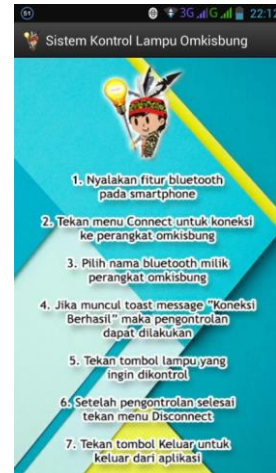 51 3G G 22:12
Sistem Kontrol Lampu Omkisbung
1. Nyalakan fitur bluetooth
pada smartphone
2. Tekan menu Connect untuk koneksi
ke perangkat omkisbung
3. Pilih nama bluetooth milik
perangkat omkisbung
4. Jika muncul toast message "Koneksi
Berhasil" maka pengontrolan
dapat dilakukan
5. Tekan tombol lampu yang
ingin dikontrol
6. Setelah pengontrolan selesai
tekan menu Disconnect
7. Tekan tombol Keluar untuk
keluar dari aplikasi